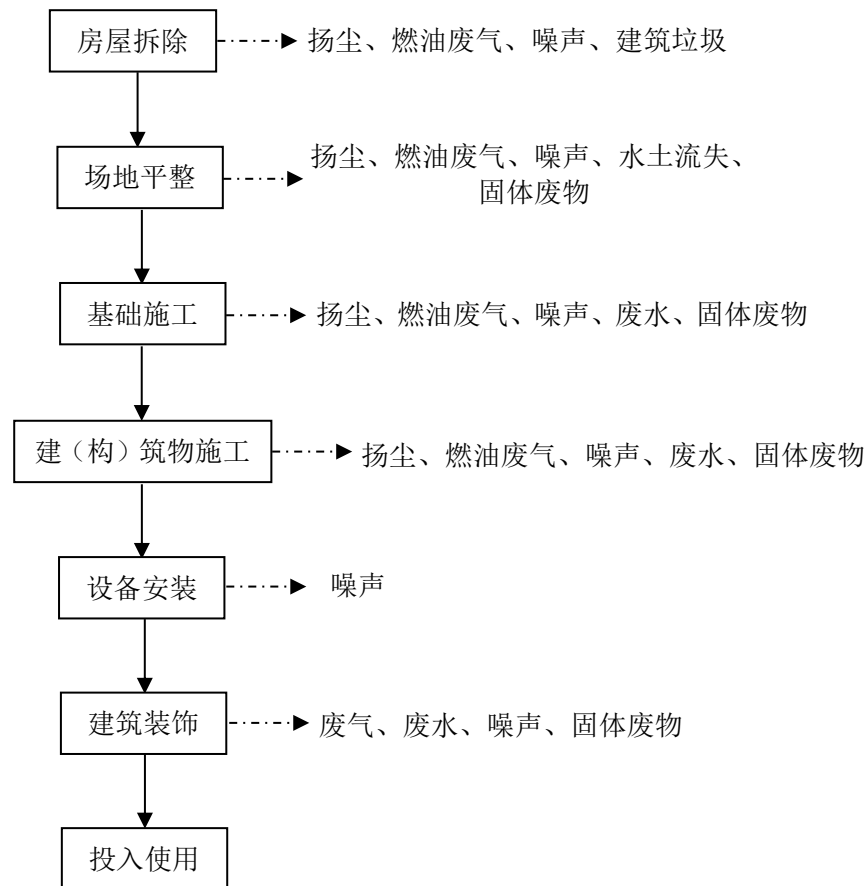 房屋拆除
扬尘、燃油废气、噪声、建筑垃圾
场地平整
扬尘、燃油废气、噪声、水土流失、
固体废物
基础施工
扬尘、燃油废气、噪声、废水、固体废物
建（构）筑物施工
扬尘、燃油废气、噪声、废水、固体废物
设备安装
噪声
建筑装饰
废气、废水、噪声、固体废物
投入使用